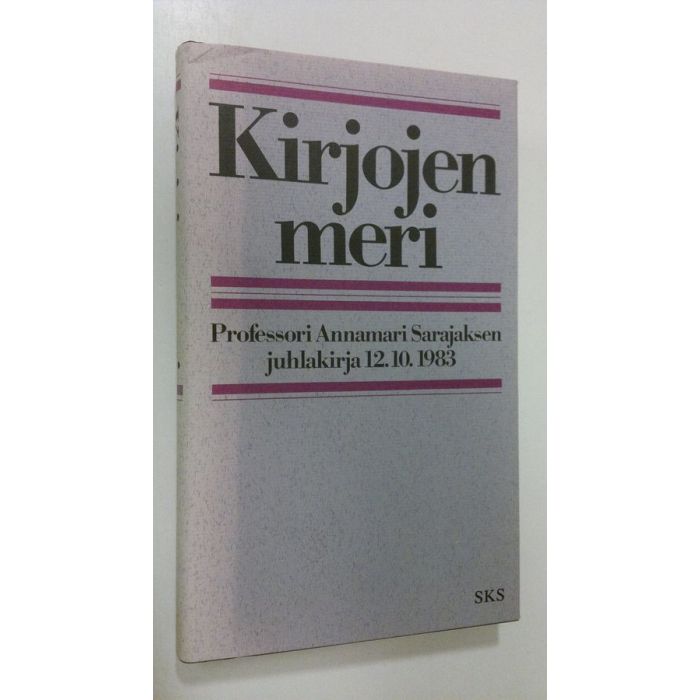 Kirjojen
meri
Professori Annamari Sarajaksen
juhlakirja 12.10. 1983
SKS